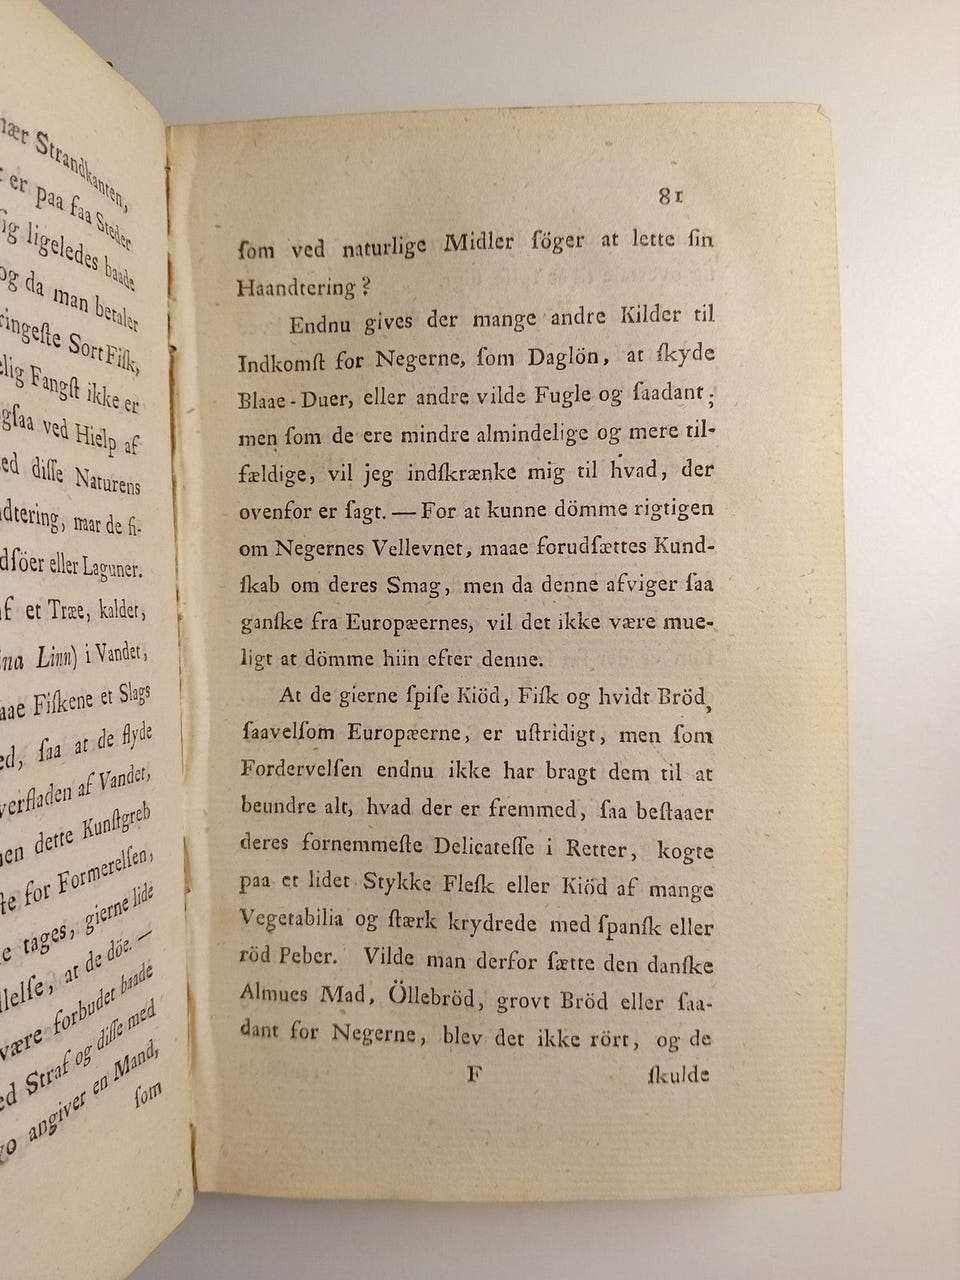 nær Strandkanten,
er paa faa Steder
ſig ligeledes baade
og da man betaler
ringeſte Sort Fiſk,
elig Fangſt ikke er
gſaa ved Hielp af
ed diſſe Naturens
dtering, naar de fi-
dſöer eller Laguner.
af et Træe, kaldet,
na Linn) i Vandet,
aae Fiſkene et Slags
ed, ſaa at de flyde
verfladen af Vandet,
en dette Kunſtgreb
te for Formerelſen,
e tages, gierne lide
lelſe, at de döe. —
være forbudet baade
ed Straf og diſſe med
vo angiver en Mand,
ſom
81
ſom ved naturlige Midler ſöger at lette ſin
Haandtering?
Endnu gives der mange andre Kilder til
Indkomſt for Negerne, ſom Daglön, at ſkyde
Blaae-Duer, eller andre vilde Fugle og ſaadant;
men ſom de ere mindre almindelige og mere til-
fældige, vil jeg indſkrænke mig til hvad, der
ovenfor er ſagt. — For at kunne dömme rigtigen
om Negernes Vellevnet, maae forudſættes Kund-
ſkab om deres Smag, men da denne afviger ſaa
ganſke fra Europæernes, vil det ikke være mue-
ligt at dömme hiin efter denne.
At de gierne ſpiſe Kiöd, Fiſk og hvidt Bröd,
ſaavelſom Europæerne, er uſtridigt, men ſom
Fordervelſen endnu ikke har bragt dem til at
beundre alt, hvad der er fremmed, ſaa beſtaaer
deres fornemmeſte Delicateſſe i Retter, kogte
paa et lidet Stykke Fleſk eller Kiöd af mange
Vegetabilia og ſtærk krydrede med ſpanſk eller
röd Peber. Vilde man derfor ſætte den danſke
Almues Mad, Öllebröd, grovt Bröd eller ſaa-
dant for Negerne, blev det ikke rört, og de
F ſkulde